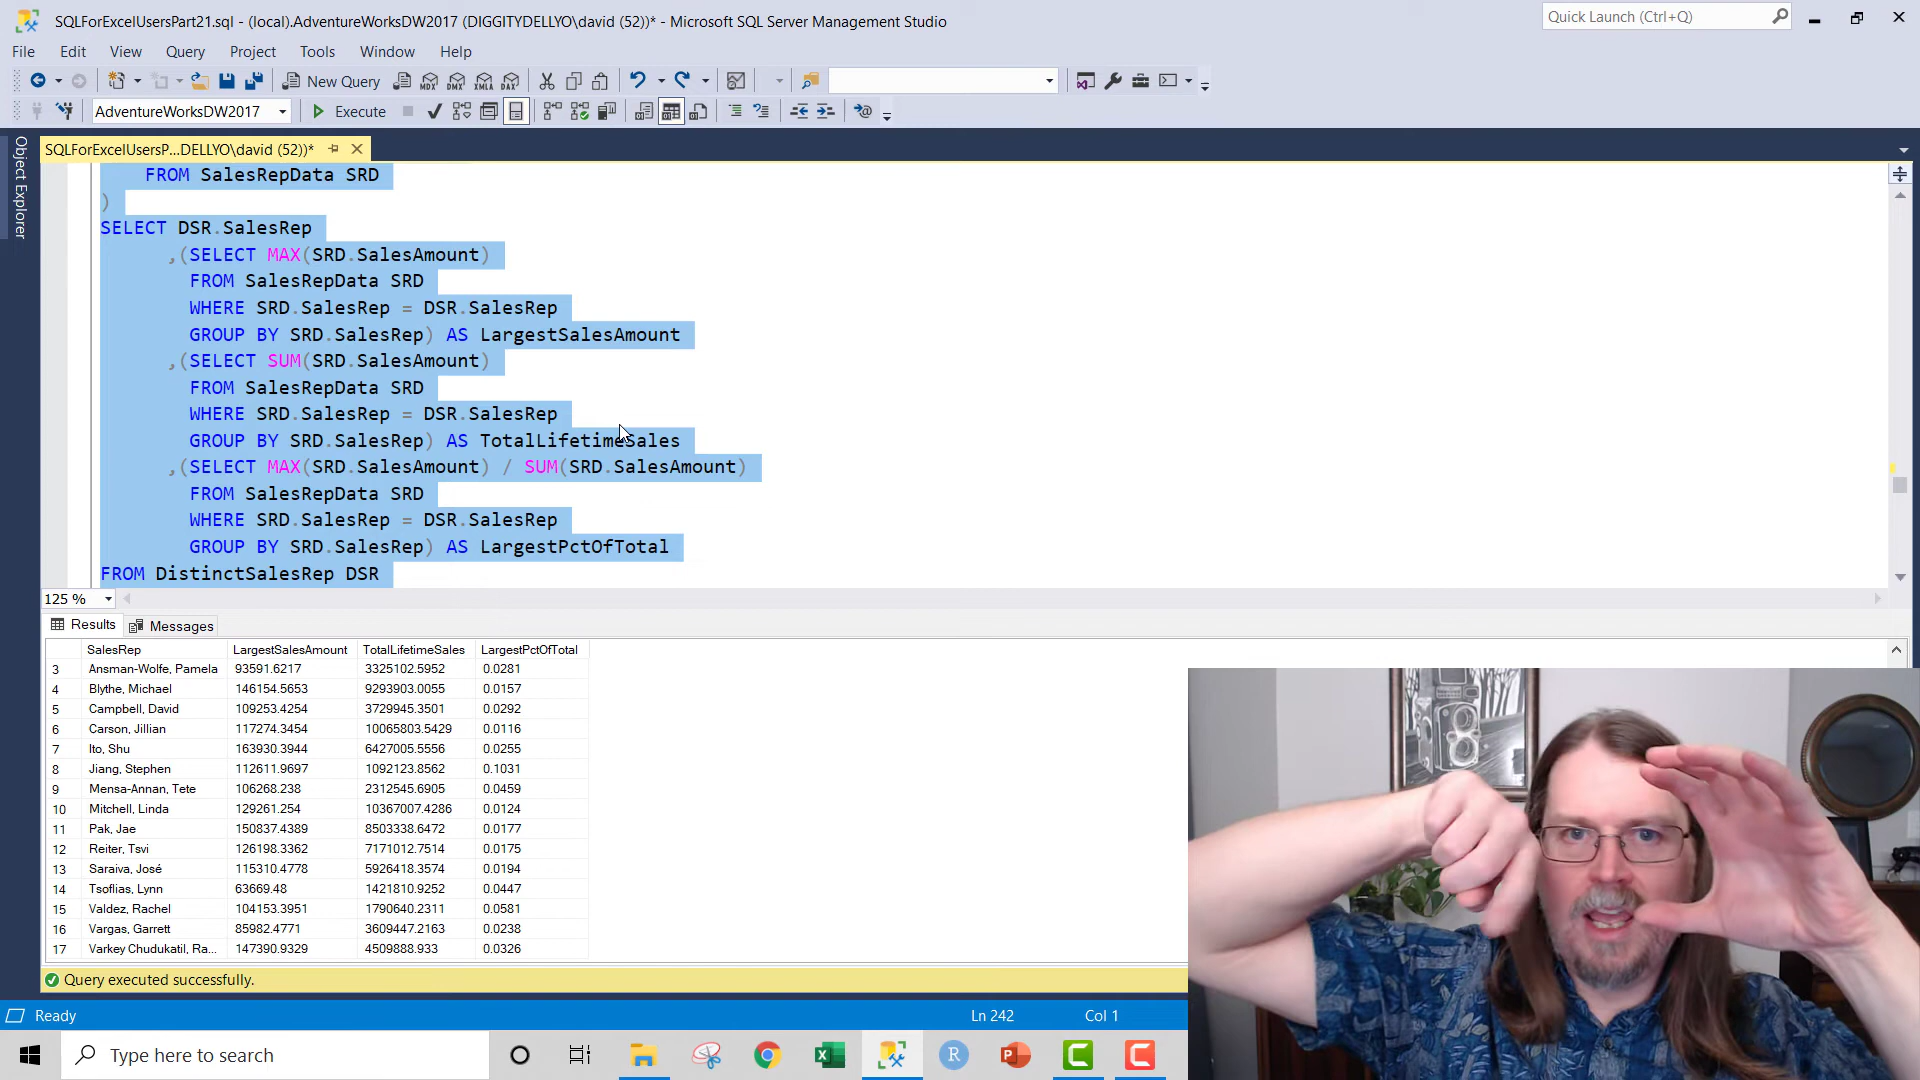 SQLForExcelUsersPart21.sql - (local).AdventureWorksDW2017 (DIGGITYDELLYO\david (52))* - Microsoft SQL Server Management Studio
Quick Launch (Ctrl+Q)
File Edit View Query Project Tools Window Help
New Query MDX DMX XMLA DAX
AdventureWorksDW2017 Execute
Object Explorer
SQLForExcelUsersP...DELLYO\david (52))*
FROM SalesRepData SRD
)
SELECT DSR.SalesRep
,(SELECT MAX(SRD.SalesAmount)
FROM SalesRepData SRD
WHERE SRD.SalesRep = DSR.SalesRep
GROUP BY SRD.SalesRep) AS LargestSalesAmount
,(SELECT SUM(SRD.SalesAmount)
FROM SalesRepData SRD
WHERE SRD.SalesRep = DSR.SalesRep
GROUP BY SRD.SalesRep) AS TotalLifetimeSales
,(SELECT MAX(SRD.SalesAmount) / SUM(SRD.SalesAmount)
FROM SalesRepData SRD
WHERE SRD.SalesRep = DSR.SalesRep
GROUP BY SRD.SalesRep) AS LargestPctOfTotal
FROM DistinctSalesRep DSR
125 %
Results Messages
SalesRep LargestSalesAmount TotalLifetimeSales LargestPctOfTotal
3 Ansman-Wolfe, Pamela 93591.6217 3325102.5952 0.0281
4 Blythe, Michael 146154.5653 9293903.0055 0.0157
5 Campbell, David 109253.4254 3729945.3501 0.0292
6 Carson, Jillian 117274.3454 10065803.5429 0.0116
7 Ito, Shu 163930.3944 6427005.5556 0.0255
8 Jiang, Stephen 112611.9697 1092123.8562 0.1031
9 Mensa-Annan, Tete 106268.238 2312545.6905 0.0459
10 Mitchell, Linda 129261.254 10367007.4286 0.0124
11 Pak, Jae 150837.4389 8503338.6472 0.0177
12 Reiter, Tsvi 126198.3362 7171012.7514 0.0175
13 Saraiva, José 115310.4778 5926418.3574 0.0194
14 Tsoflias, Lynn 63669.48 1421810.9252 0.0447
15 Valdez, Rachel 104153.3951 1790640.2311 0.0581
16 Vargas, Garrett 85982.4771 3609447.2163 0.0238
17 Varkey Chudukatil, Ra... 147390.9329 4509888.933 0.0326
Query executed successfully.
Ready Ln 242 Col 1
Type here to search